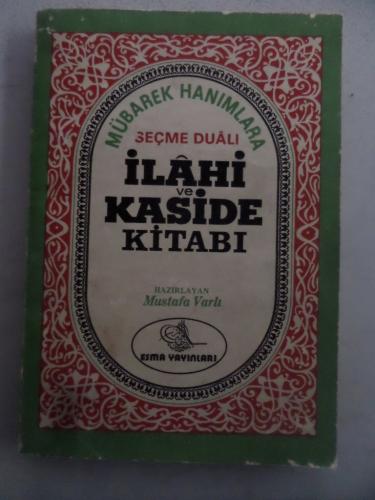 MÜBAREK HANIMLARA
SEÇME DUÂLI
İLÂHİ
ve
KASİDE
KİTABI
HAZIRLAYAN
Mustafa Varlı
ESMA YAYINLARI